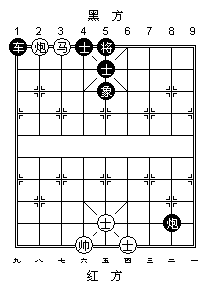 黑 方
1 2 3 4 5 6 7 8 9
车 炮 马 士 将
士
象
士 炮
帅 士
九 八 七 六 五 四 三 二 一
红 方